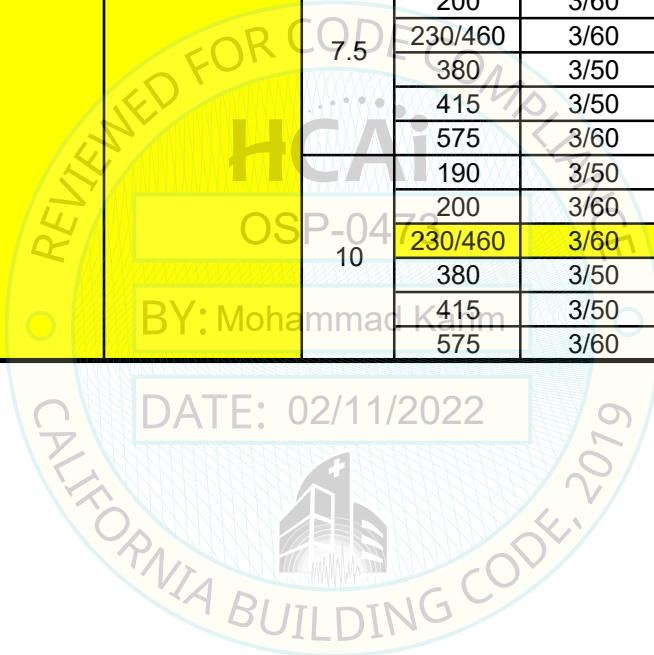 200 3/60
7.5 230/460 3/60
380 3/50
415 3/50
575 3/60
190 3/50
200 3/60
10 230/460 3/60
380 3/50
415 3/50
575 3/60
REVIEWED FOR CODE COMPLIANCE
HCAi
OSP-0473
BY: Mohammad Karim
DATE: 02/11/2022
CALIFORNIA BUILDING CODE, 2019